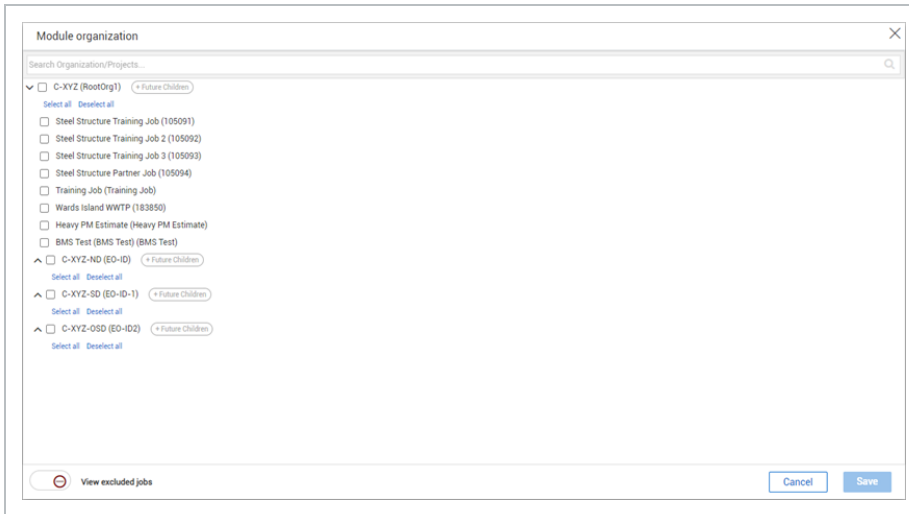 Module organization
Search Organization/Projects...
C-XYZ (RootOrg1) + Future Children
Select all Deselect all
Steel Structure Training Job (105091)
Steel Structure Training Job 2 (105092)
Steel Structure Training Job 3 (105093)
Steel Structure Partner Job (105094)
Training Job (Training Job)
Wards Island WWTP (183850)
Heavy PM Estimate (Heavy PM Estimate)
BMS Test (BMS Test) (BMS Test)
C-XYZ-ND (EO-ID) + Future Children
Select all Deselect all
C-XYZ-SD (EO-ID-1) + Future Children
Select all Deselect all
C-XYZ-OSD (EO-ID2) + Future Children
Select all Deselect all
View excluded jobs Cancel Save